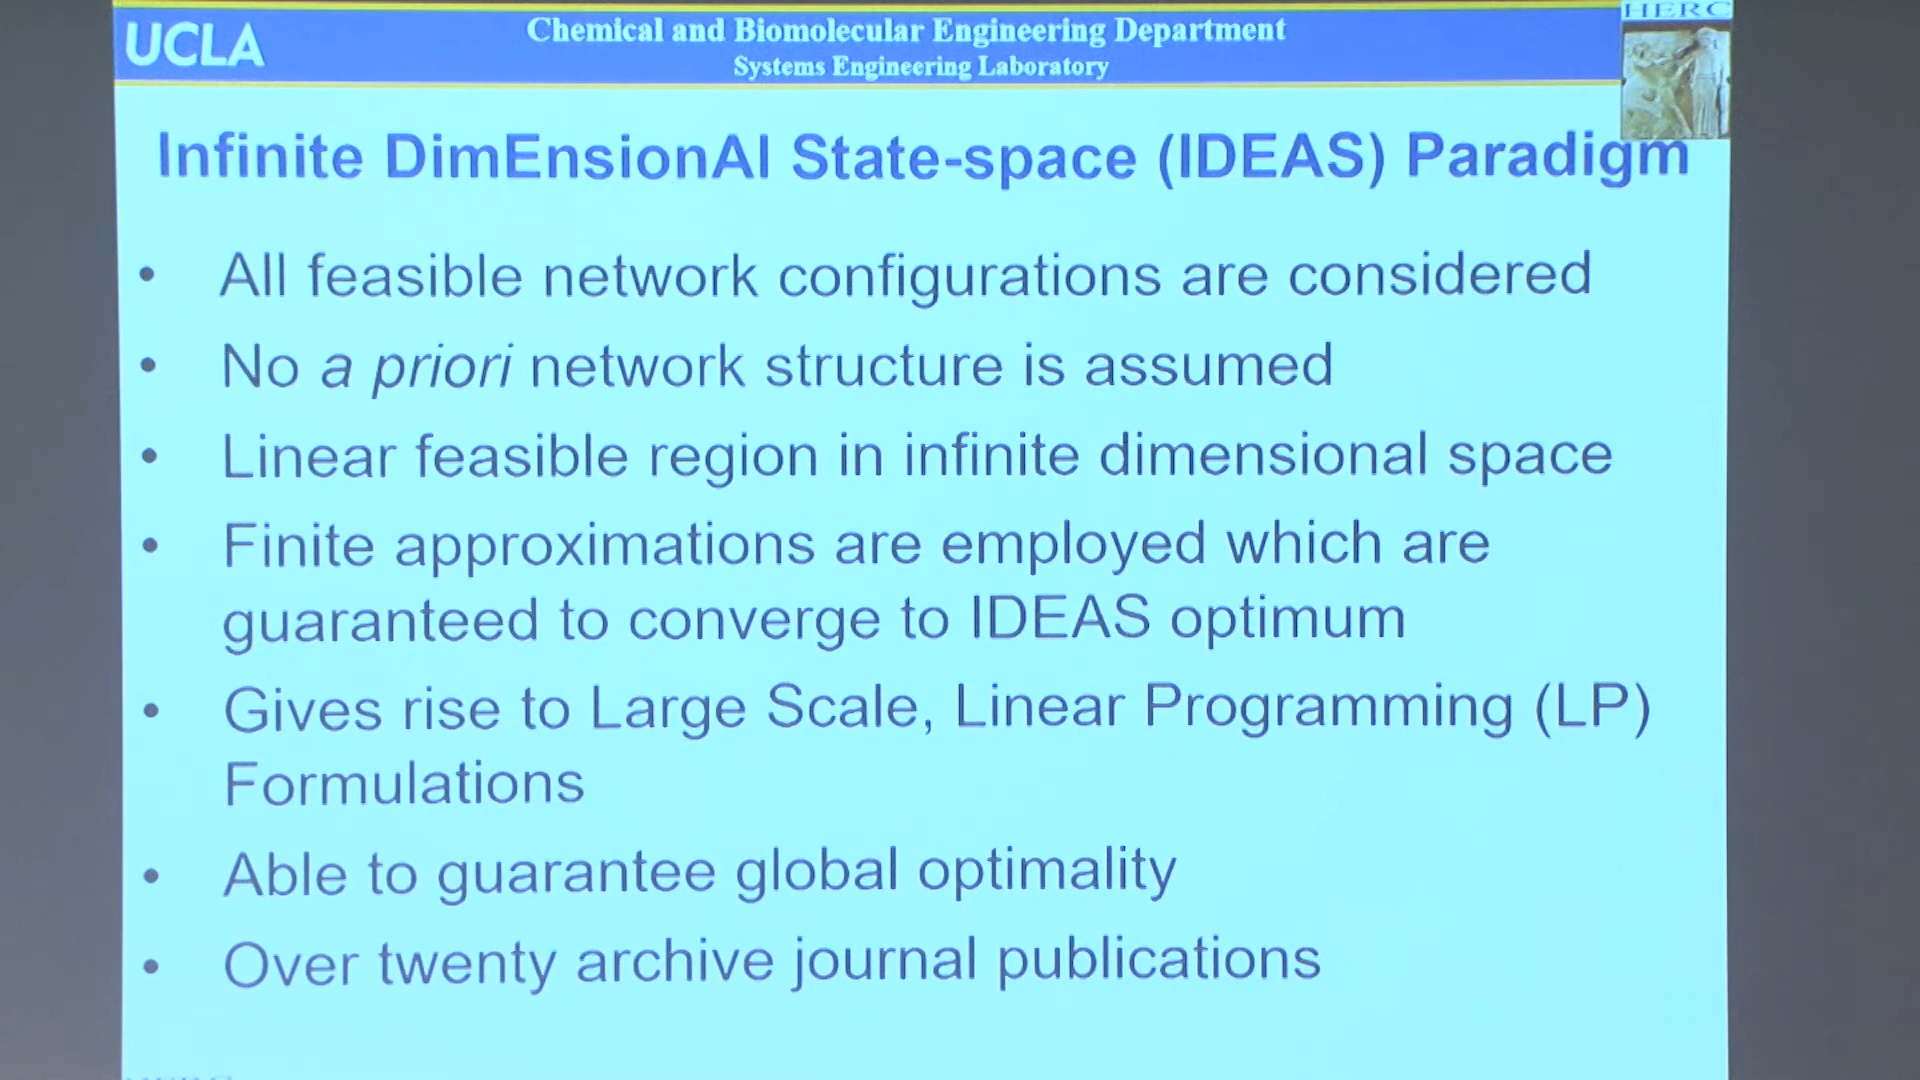 HERC
UCLA
Chemical and Biomolecular Engineering Department
Systems Engineering Laboratory
Infinite DimEnsionAl State-space (IDEAS) Paradigm
• All feasible network configurations are considered
• No a priori network structure is assumed
• Linear feasible region in infinite dimensional space
• Finite approximations are employed which are
guaranteed to converge to IDEAS optimum
• Gives rise to Large Scale, Linear Programming (LP)
Formulations
• Able to guarantee global optimality
• Over twenty archive journal publications